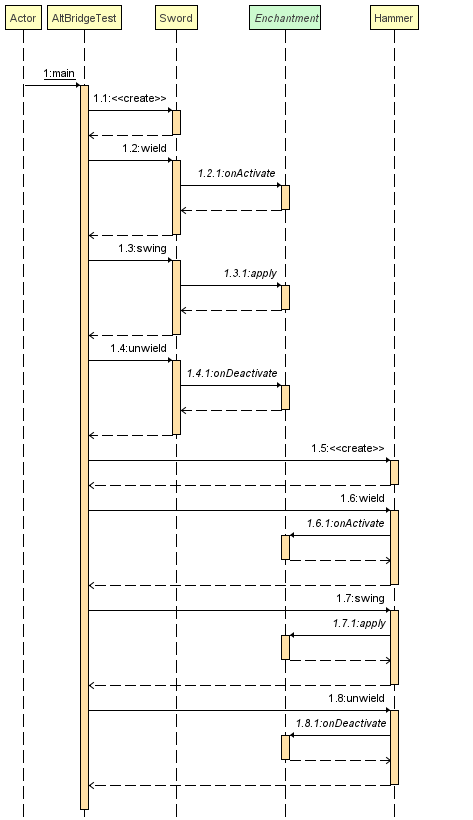 Actor AltBridgeTest Sword Enchantment Hammer
1:main
1.1:<<create>>
1.2:wield
1.2.1:onActivate
1.3:swing
1.3.1:apply
1.4:unwield
1.4.1:onDeactivate
1.5:<<create>>
1.6:wield
1.6.1:onActivate
1.7:swing
1.7.1:apply
1.8:unwield
1.8.1:onDeactivate